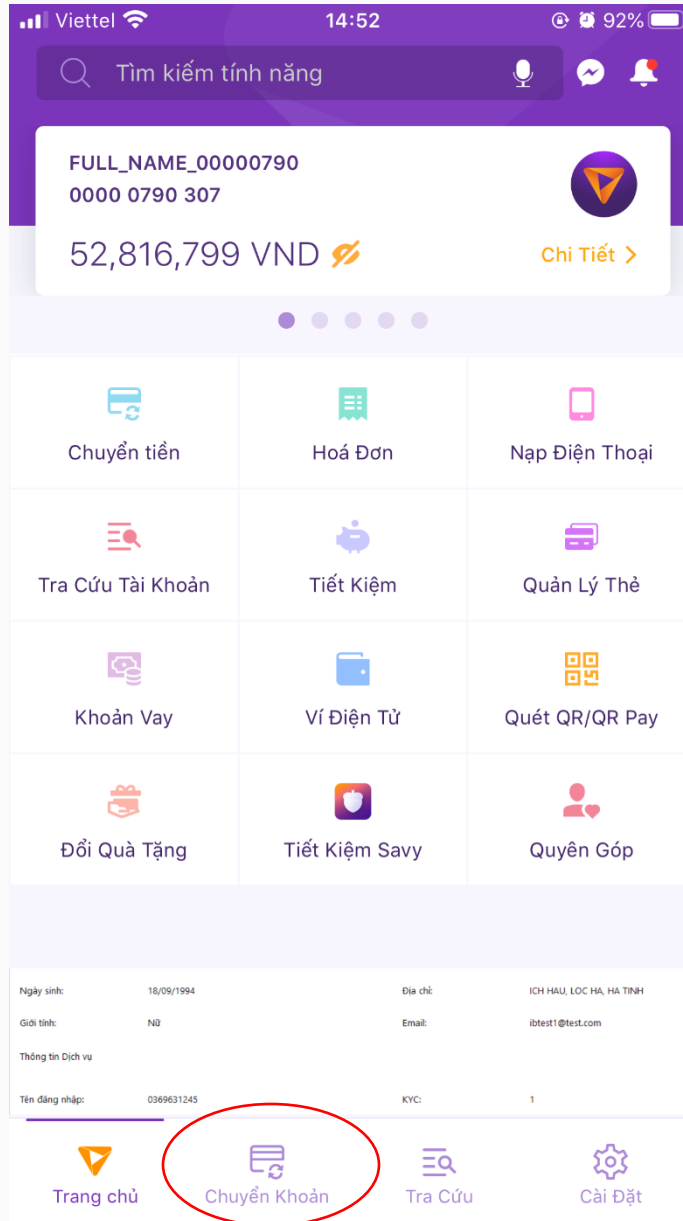 Viettel 14:52 92%
Tìm kiếm tính năng
FULL_NAME_00000790
0000 0790 307
52,816,799 VND
Chi Tiết >
Chuyển tiền Hoá Đơn Nạp Điện Thoại
Tra Cứu Tài Khoản Tiết Kiệm Quản Lý Thẻ
Khoản Vay Ví Điện Tử Quét QR/QR Pay
Đổi Quà Tặng Tiết Kiệm Savy Quyên Góp
Ngày sinh: 18/09/1994 Địa chỉ: ICH HAU, LOC HA, HA TINH
Giới tính: Nữ Email: ibtest1@test.com
Thông tin Dịch vụ
Tên đăng nhập: 0369631245 KYC: 1
Trang chủ Chuyển Khoản Tra Cứu Cài Đặt